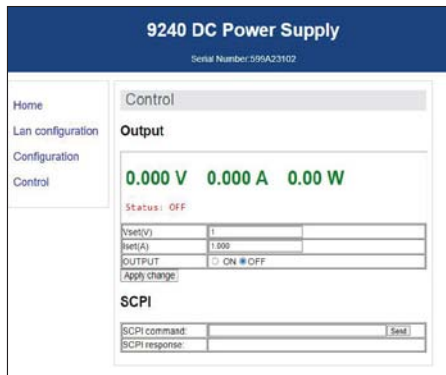 9240 DC Power Supply
Serial Number:599A23102
Home
Lan configuration
Configuration
Control
Control
Output
0.000 V 0.000 A 0.00 W
Status: OFF
Vset(V) 1
Iset(A) 1.000
OUTPUT ON OFF
Apply change
SCPI
SCPI command: Send
SCPI response: